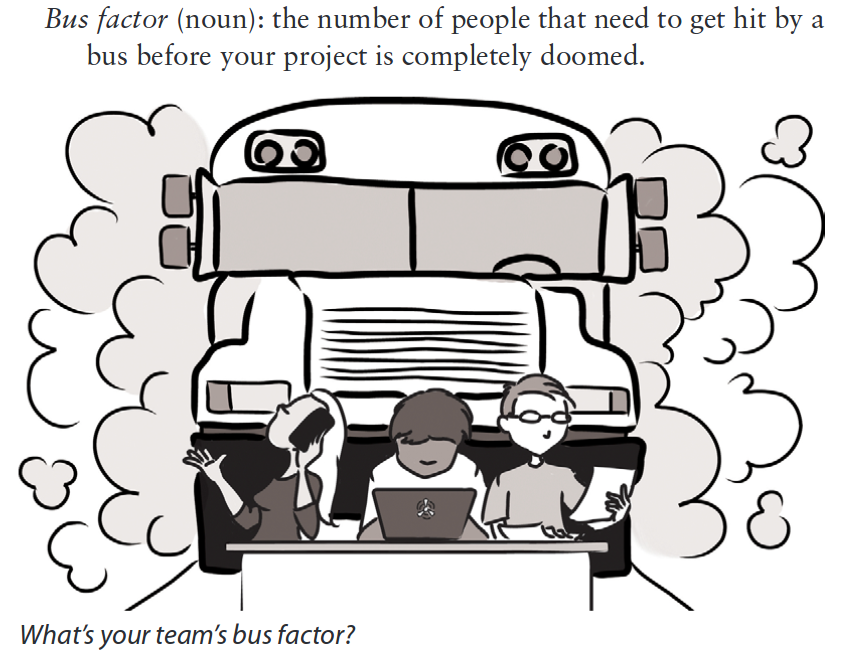 Bus factor (noun): the number of people that need to get hit by a
bus before your project is completely doomed.
What's your team's bus factor?